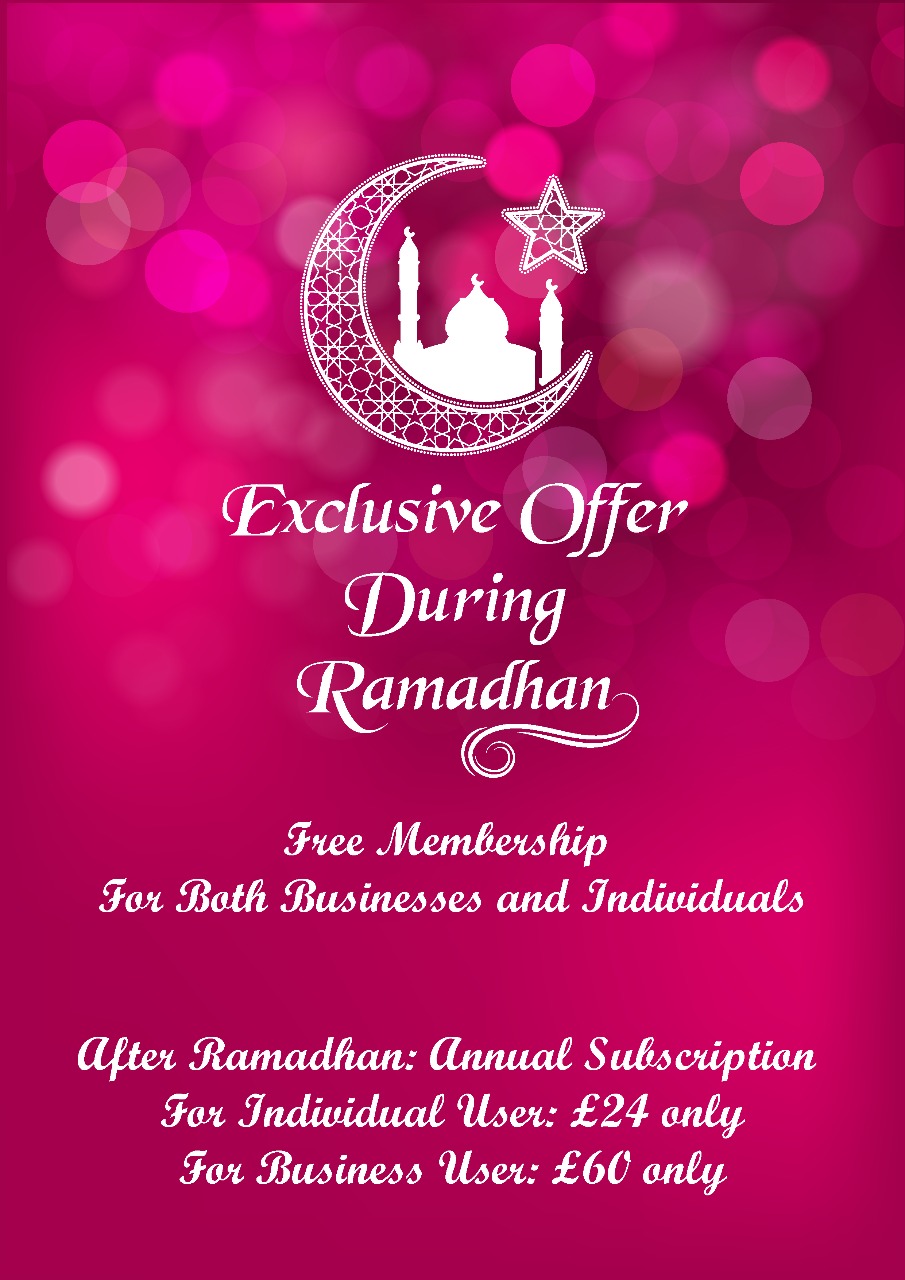 Exclusive Offer
During
Ramadhan
Free Membership
For Both Businesses and Individuals
After Ramadhan: Annual Subscription
For Individual User: £24 only
For Business User: £60 only